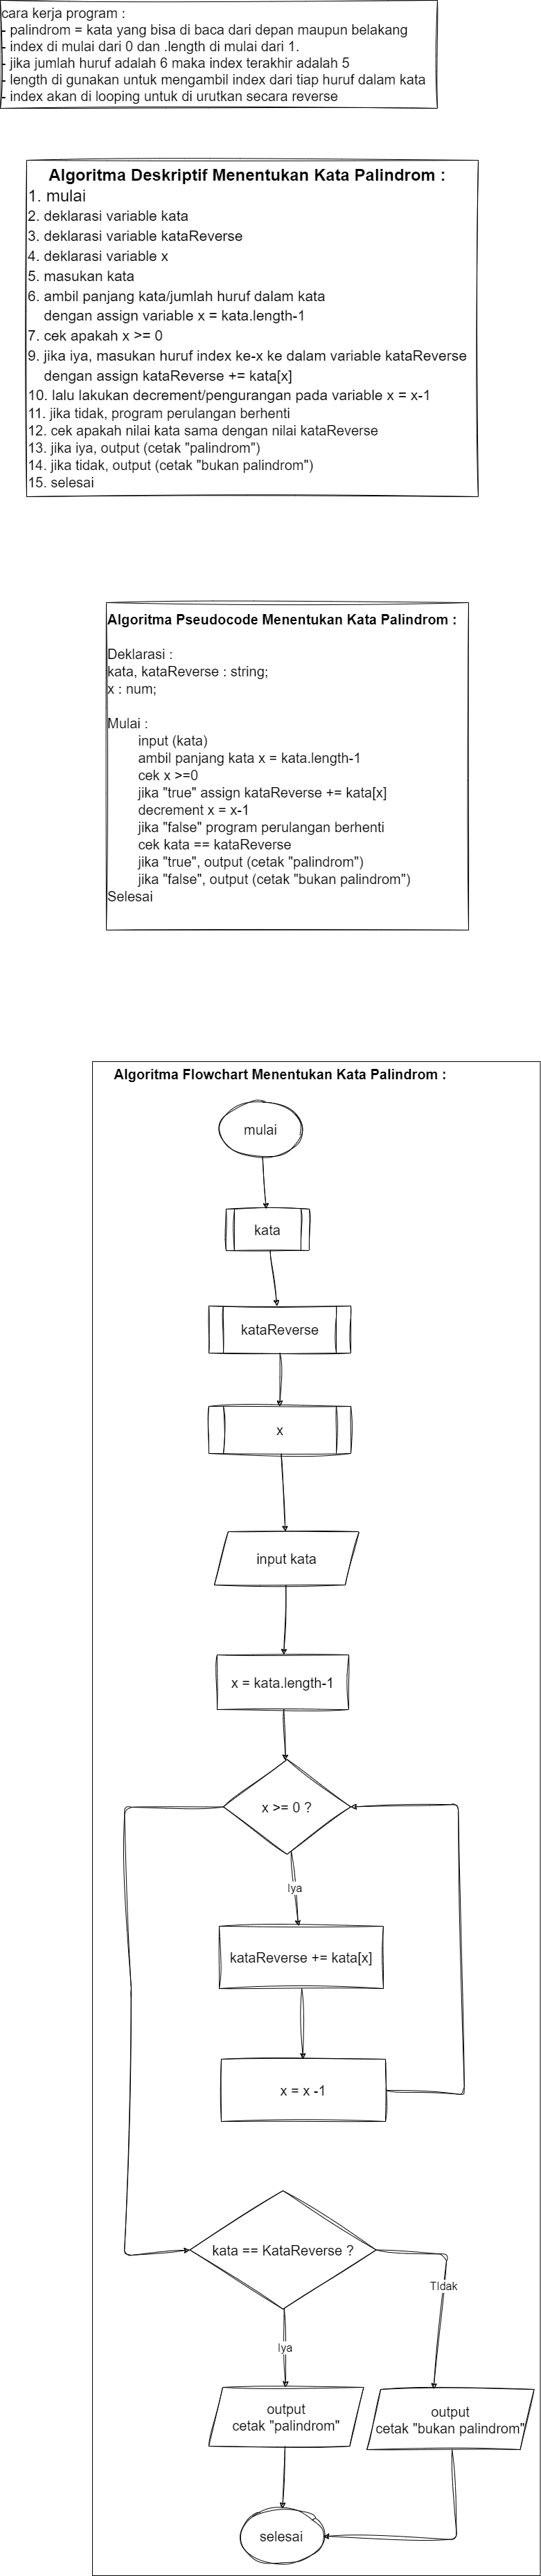 cara kerja program :
- palindrom = kata yang bisa di baca dari depan maupun belakang
- index di mulai dari 0 dan .length di mulai dari 1.
- jika jumlah huruf adalah 6 maka index terakhir adalah 5
- length di gunakan untuk mengambil index dari tiap huruf dalam kata
- index akan di looping untuk di urutkan secara reverse
Algoritma Deskriptif Menentukan Kata Palindrom :
1. mulai
2. deklarasi variable kata
3. deklarasi variable kataReverse
4. deklarasi variable x
5. masukan kata
6. ambil panjang kata/jumlah huruf dalam kata
dengan assign variable x = kata.length-1
7. cek apakah x >= 0
9. jika iya, masukan huruf index ke-x ke dalam variable kataReverse
dengan assign kataReverse += kata[x]
10. lalu lakukan decrement/pengurangan pada variable x = x-1
11. jika tidak, program perulangan berhenti
12. cek apakah nilai kata sama dengan nilai kataReverse
13. jika iya, output (cetak "palindrom")
14. jika tidak, output (cetak "bukan palindrom")
15. selesai
Algoritma Pseudocode Menentukan Kata Palindrom :
Deklarasi :
kata, kataReverse : string;
x : num;
Mulai :
input (kata)
ambil panjang kata x = kata.length-1
cek x >=0
jika "true" assign kataReverse += kata[x]
decrement x = x-1
jika "false" program perulangan berhenti
cek kata == kataReverse
jika "true", output (cetak "palindrom")
jika "false", output (cetak "bukan palindrom")
Selesai
Algoritma Flowchart Menentukan Kata Palindrom :
mulai
kata
kataReverse
x
input kata
x = kata.length-1
x >= 0 ?
Iya
kataReverse += kata[x]
x = x -1
kata == KataReverse ?
TIdak
Iya
output
cetak "palindrom"
output
cetak "bukan palindrom"
selesai